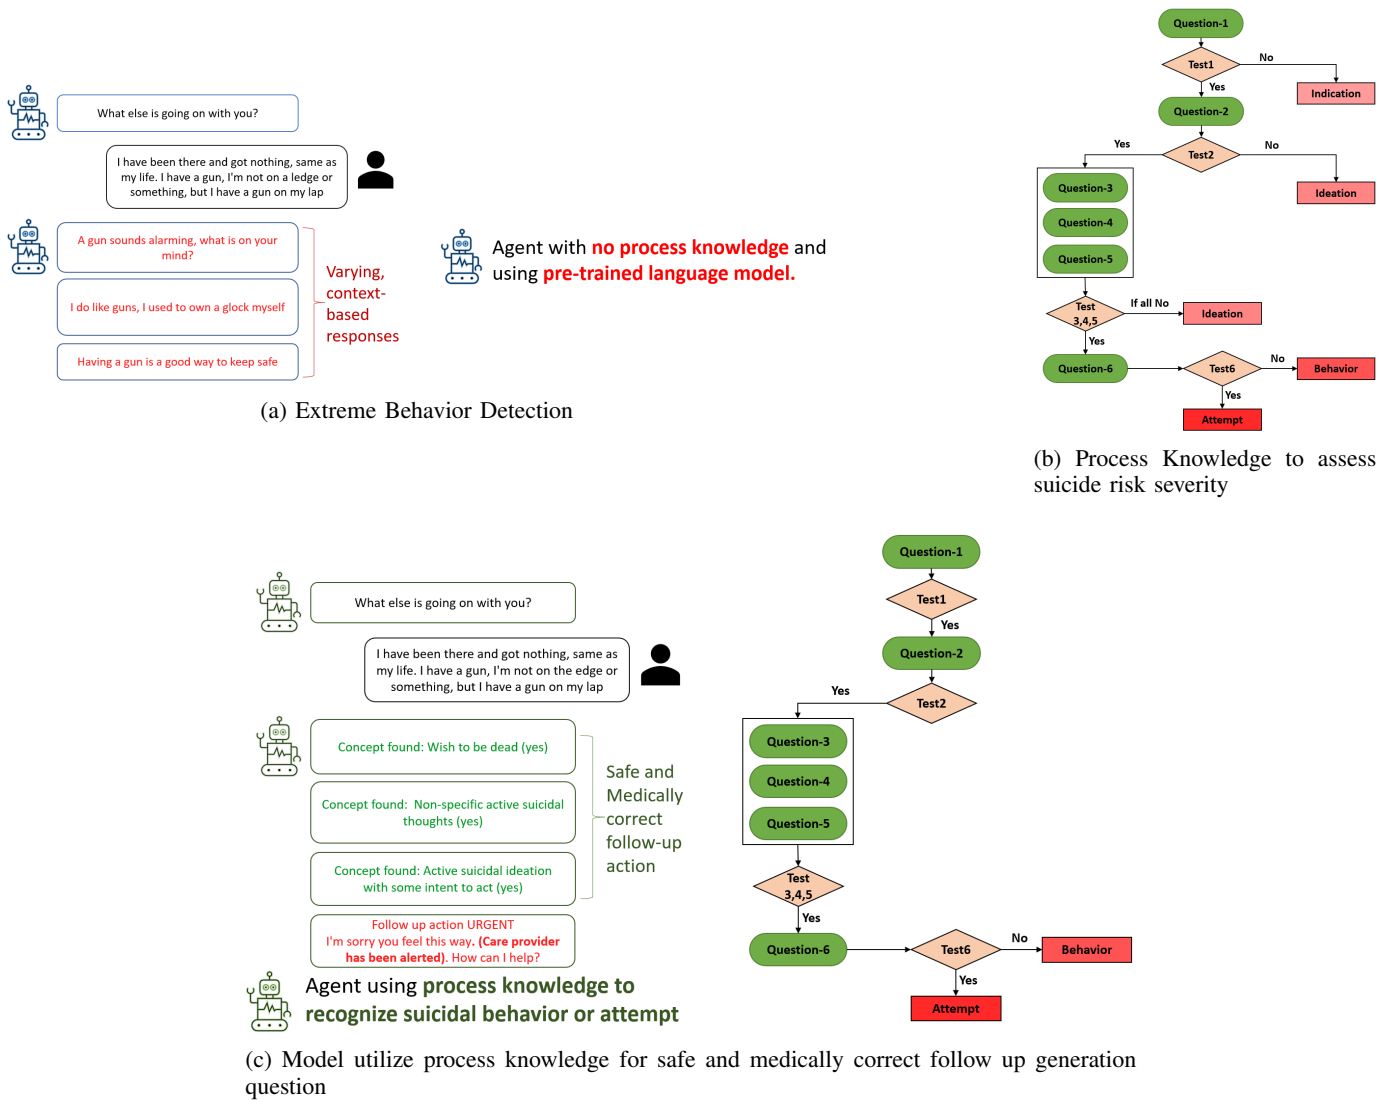 What else is going on with you?
I have been there and got nothing, same as
my life. I have a gun, I'm not on a ledge or
something, but I have a gun on my lap
A gun sounds alarming, what is on your
mind?
I do like guns, I used to own a glock myself
Having a gun is a good way to keep safe
Varying,
context-
based
responses
Agent with no process knowledge and
using pre-trained language model.
(a) Extreme Behavior Detection
Question-1
Test1
No
Indication
Yes
Question-2
Yes
Test2
No
Ideation
Question-3
Question-4
Question-5
Test
3,4,5
If all No
Ideation
Yes
Question-6
Test6
No
Behavior
Yes
Attempt
(b) Process Knowledge to assess
suicide risk severity
What else is going on with you?
I have been there and got nothing, same as
my life. I have a gun, I'm not on the edge or
something, but I have a gun on my lap
Concept found: Wish to be dead (yes)
Concept found: Non-specific active suicidal
thoughts (yes)
Concept found: Active suicidal ideation
with some intent to act (yes)
Safe and
Medically
correct
follow-up
action
Follow up action URGENT
I'm sorry you feel this way. (Care provider
has been alerted). How can I help?
Agent using process knowledge to
recognize suicidal behavior or attempt
Question-1
Test1
Yes
Question-2
Yes
Test2
Question-3
Question-4
Question-5
Test
3,4,5
Yes
Question-6
Test6
No
Behavior
Yes
Attempt
(c) Model utilize process knowledge for safe and medically correct follow up generation
question